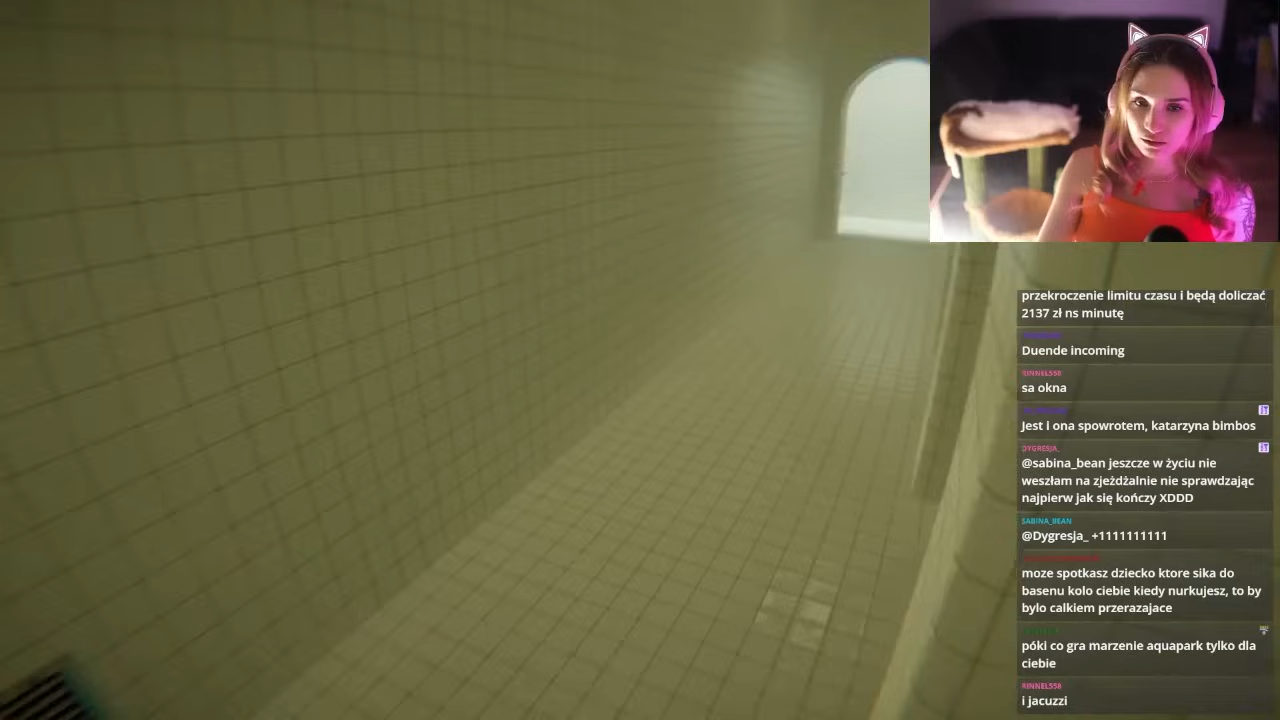 przekroczenie limitu czasu i będą doliczać
2137 zł ns minutę
Duende incoming
RINNEL558
sa okna
Jest i ona spowrotem, katarzyna bimbos
DYGRESJA_
@sabina_bean jeszcze w życiu nie
weszłam na zjeżdżalnie nie sprawdzając
najpierw jak się kończy XDDD
SABINA_BEAN
@Dygresja_ +1111111111
moze spotkasz dziecko ktore sika do
basenu kolo ciebie kiedy nurkujesz, to by
bylo calkiem przerazajace
póki co gra marzenie aquapark tylko dla
ciebie
RINNEL558
i jacuzzi